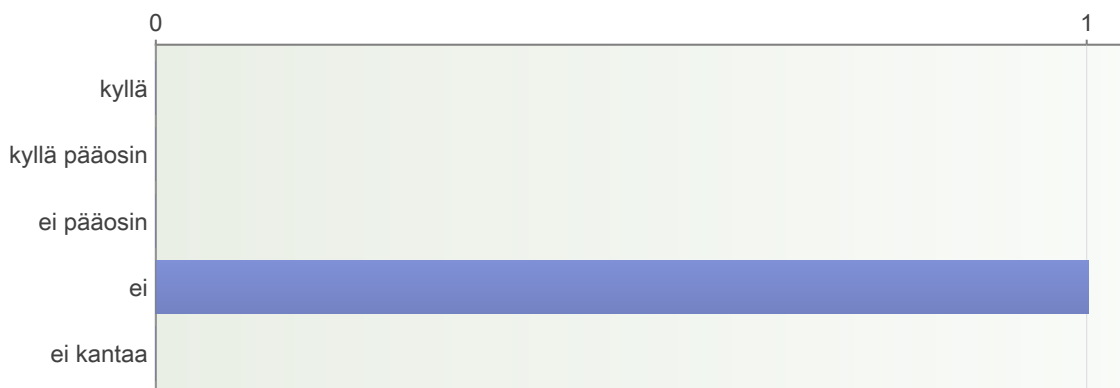 0 1
kyllä
kyllä pääosin
ei pääosin
ei
ei kantaa